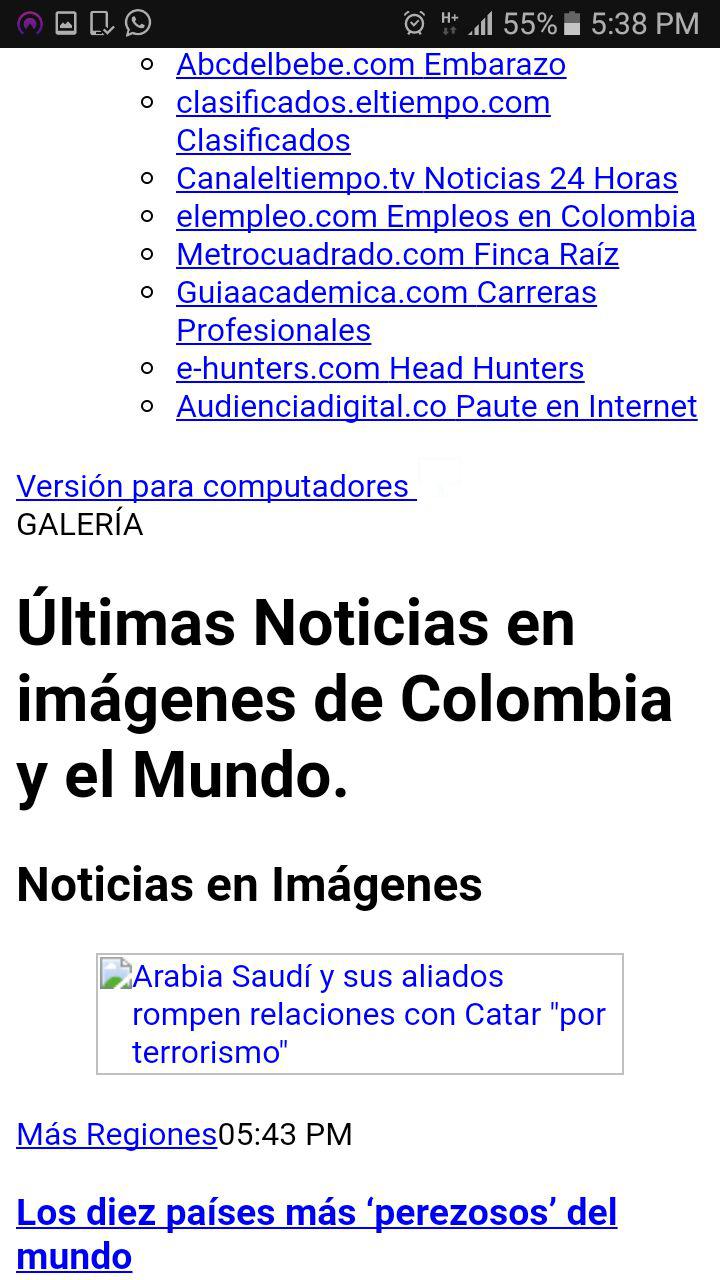 H+ 55% 5:38 PM
Abcdelbebe.com Embarazo
clasificados.eltiempo.com
Clasificados
Canaleltiempo.tv Noticias 24 Horas
elempleo.com Empleos en Colombia
Metrocuadrado.com Finca Raíz
Guiaacademica.com Carreras
Profesionales
e-hunters.com Head Hunters
Audienciadigital.co Paute en Internet
Versión para computadores
GALERÍA
Últimas Noticias en
imágenes de Colombia
y el Mundo.
Noticias en Imágenes
Arabia Saudí y sus aliados
rompen relaciones con Catar "por
terrorismo"
Más Regiones05:43 PM
Los diez países más ‘perezosos’ del
mundo